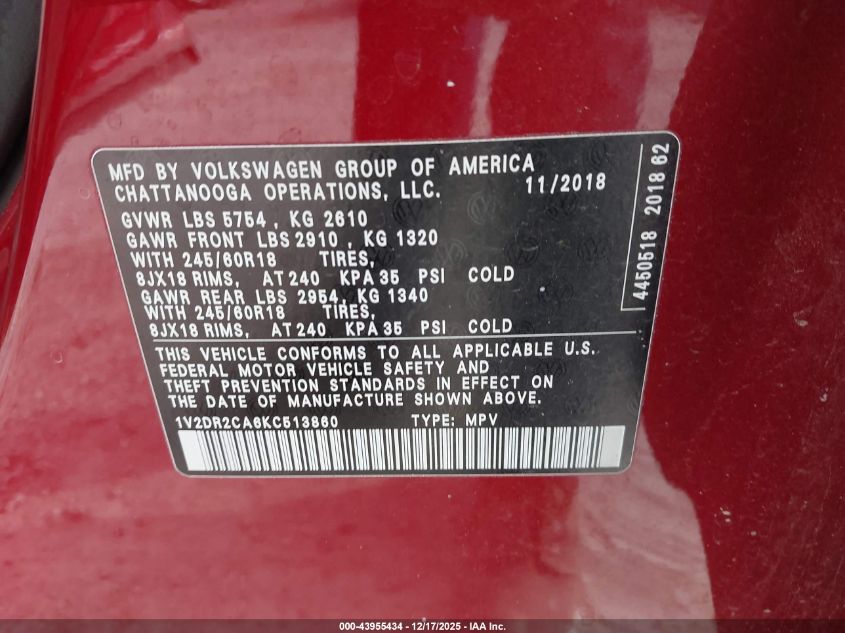 MFD BY VOLKSWAGEN GROUP OF AMERICA
CHATTANOOGA OPERATIONS, LLC. 11/2018
GVWR LBS 5754 , KG 2610
GAWR FRONT LBS 2910 , KG 1320
WITH 245/60R18 TIRES,
8JX18 RIMS, AT 240 KPA 35 PSI COLD
GAWR REAR LBS 2954, KG 1340
WITH 245/60R18 TIRES,
8JX18 RIMS, AT 240 KPA 35 PSI COLD
THIS VEHICLE CONFORMS TO ALL APPLICABLE U.S.
FEDERAL MOTOR VEHICLE SAFETY AND
THEFT PREVENTION STANDARDS IN EFFECT ON
THE DATE OF MANUFACTURE SHOWN ABOVE.
1V2DR2CA6KC513860 TYPE: MPV
4450518 2018 62
000-43955434 - 12/17/2025 - IAA Inc.